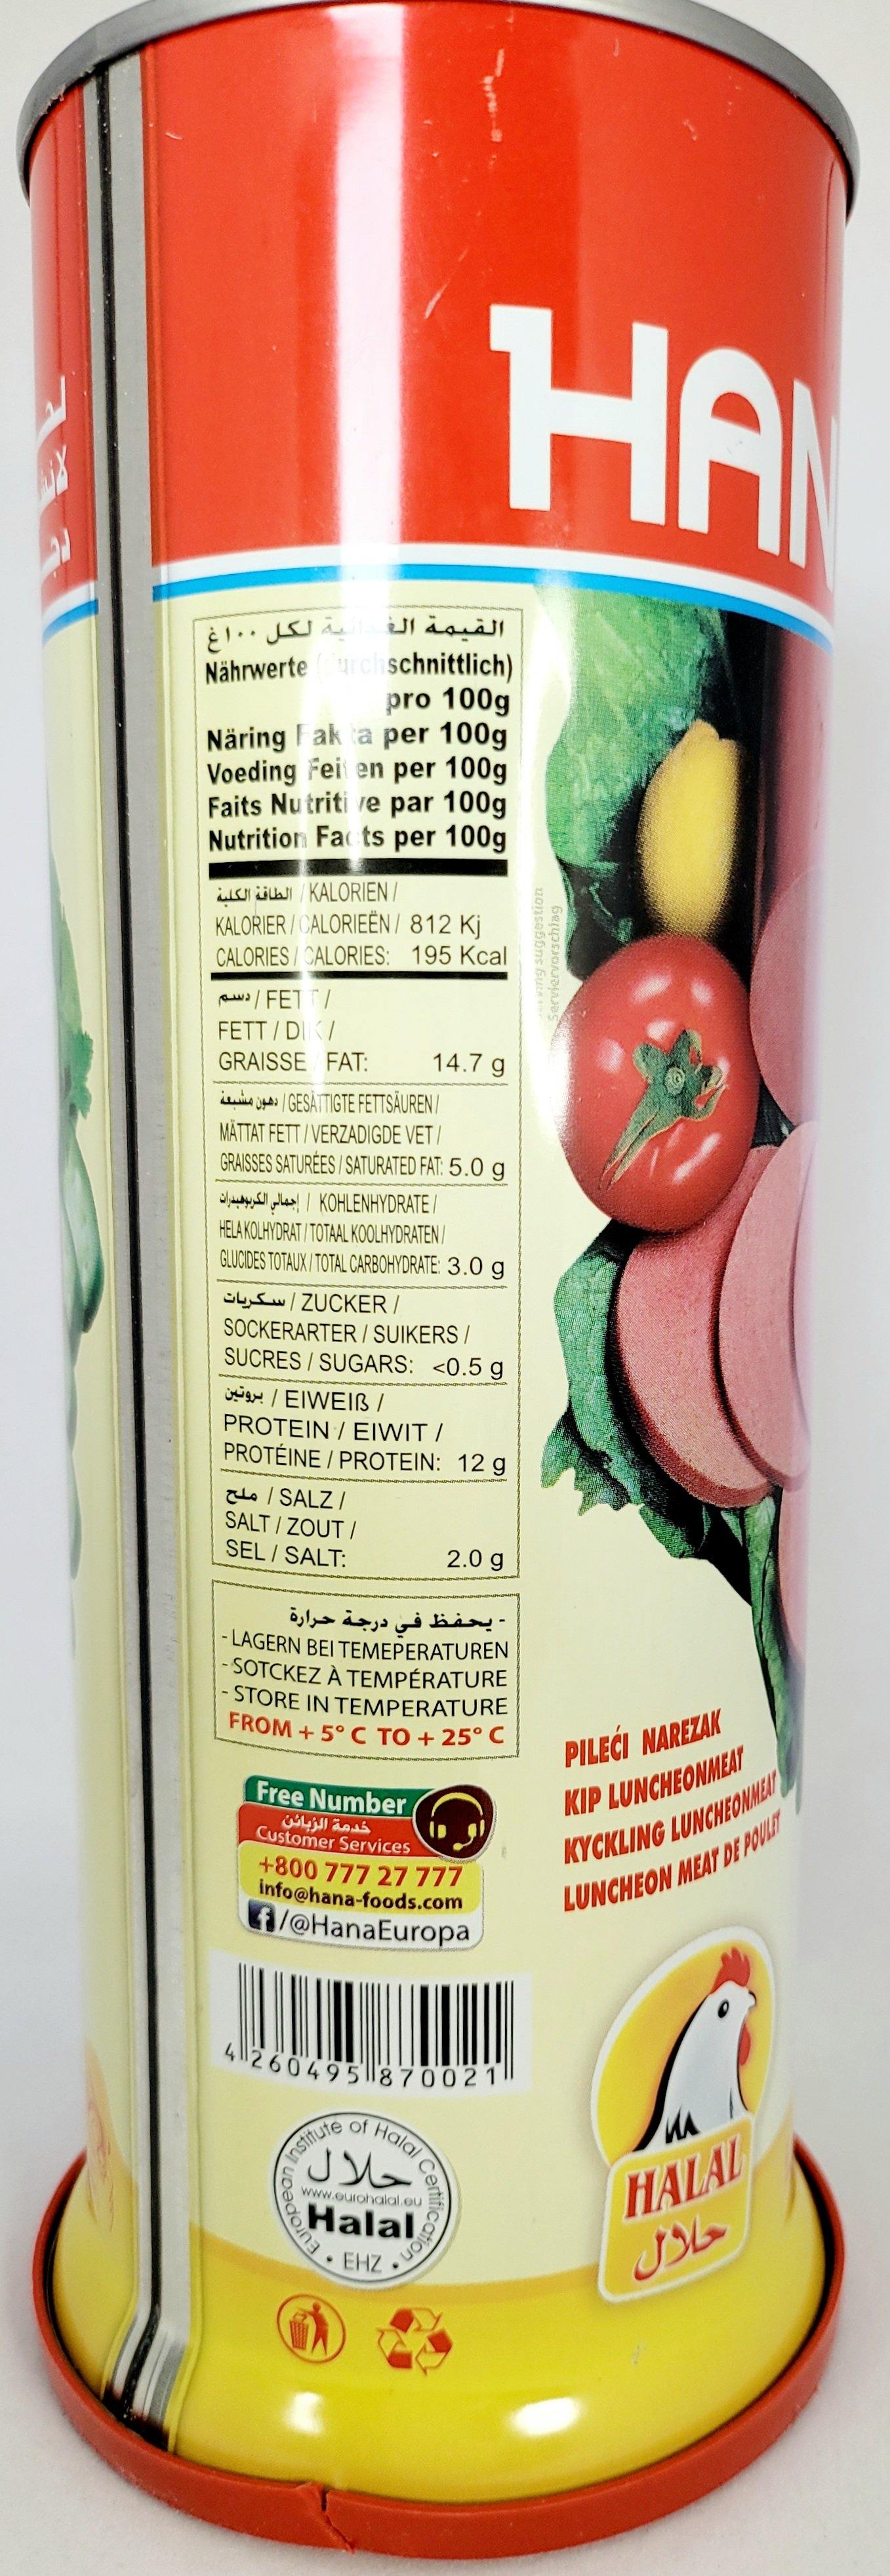 HAN
القيمة الغذائية لكل ١٠٠غ
Nährwerte (durchschnittlich)
pro 100g
Näring Fakta per 100g
Voeding Feiten per 100g
Faits Nutritive par 100g
Nutrition Facts per 100g
الطاقة الكلية / KALORIEN /
KALORIER / CALORIEËN / 812 Kj
CALORIES / CALORIES: 195 Kcal
دسم / FETT /
FETT / DIK /
GRAISSE / FAT: 14.7 g
دهون مشبعة / GESÄTTIGTE FETTSÄUREN /
MÄTTAT FETT / VERZADIGDE VET /
GRAISSES SATURÉES / SATURATED FAT: 5.0 g
إجمالي الكربوهيدرات / KOHLENHYDRATE /
HELA KOLHYDRAT / TOTAAL KOOLHYDRATEN /
GLUCIDES TOTAUX / TOTAL CARBOHYDRATE: 3.0 g
سكريات / ZUCKER /
SOCKERARTER / SUIKERS /
SUCRES / SUGARS: <0.5 g
بروتين / EIWEIß /
PROTEIN / EIWIT /
PROTÉINE / PROTEIN: 12 g
ملح / SALZ /
SALT / ZOUT /
SEL / SALT: 2.0 g
- يحفظ في درجة حرارة
- LAGERN BEI TEMEPERATUREN
- SOTCKEZ À TEMPÉRATURE
- STORE IN TEMPERATURE
FROM + 5° C TO + 25° C
Free Number
خدمة الزبائن
Customer Services
+800 777 27 777
info@hana-foods.com
f/@HanaEuropa
4 260495 870021
European Institute of Halal Certification
حلال
www.eurohalal.eu
Halal
• EHZ •
suggestion
Serviervorschlag
PILEĆI NAREZAK
KIP LUNCHEONMEAT
KYCKLING LUNCHEONMEAT
LUNCHEON MEAT DE POULET
HALAL
حلال